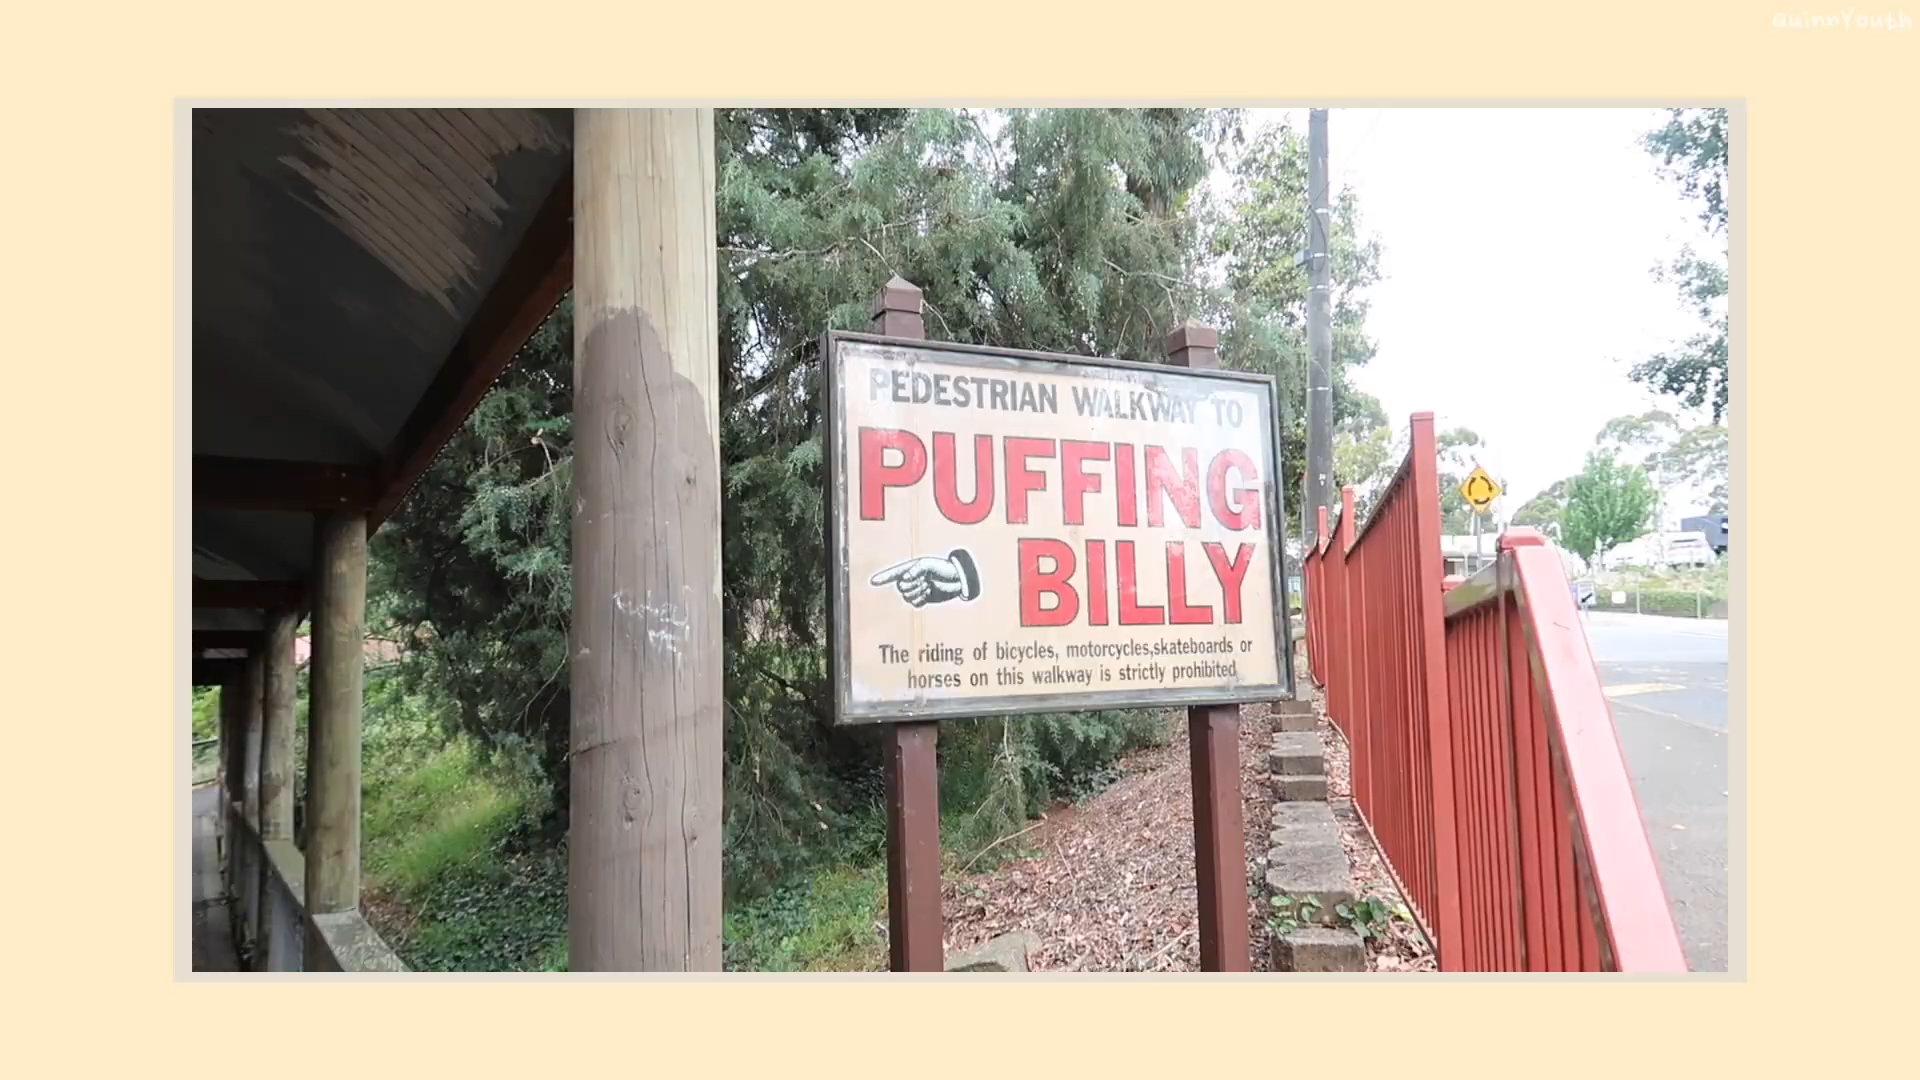 QuinnYouth
PEDESTRIAN WALKWAY TO
PUFFING
BILLY
The riding of bicycles, motorcycles,skateboards or
horses on this walkway is strictly prohibited